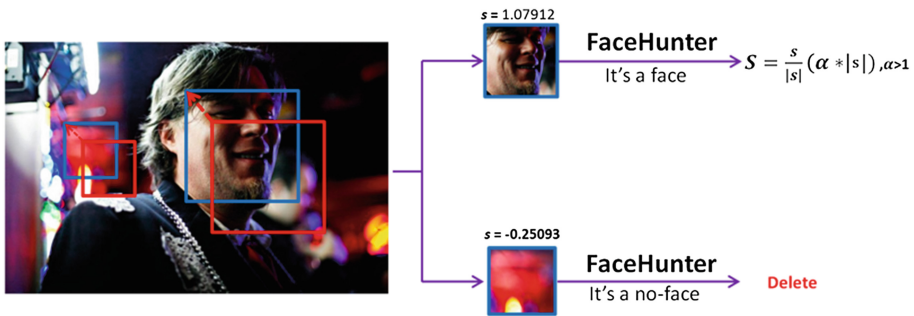 s = 1.07912
FaceHunter
It's a face
S = s/|s| (α *|s|) ,α>1
s = -0.25093
FaceHunter
It's a no-face
Delete